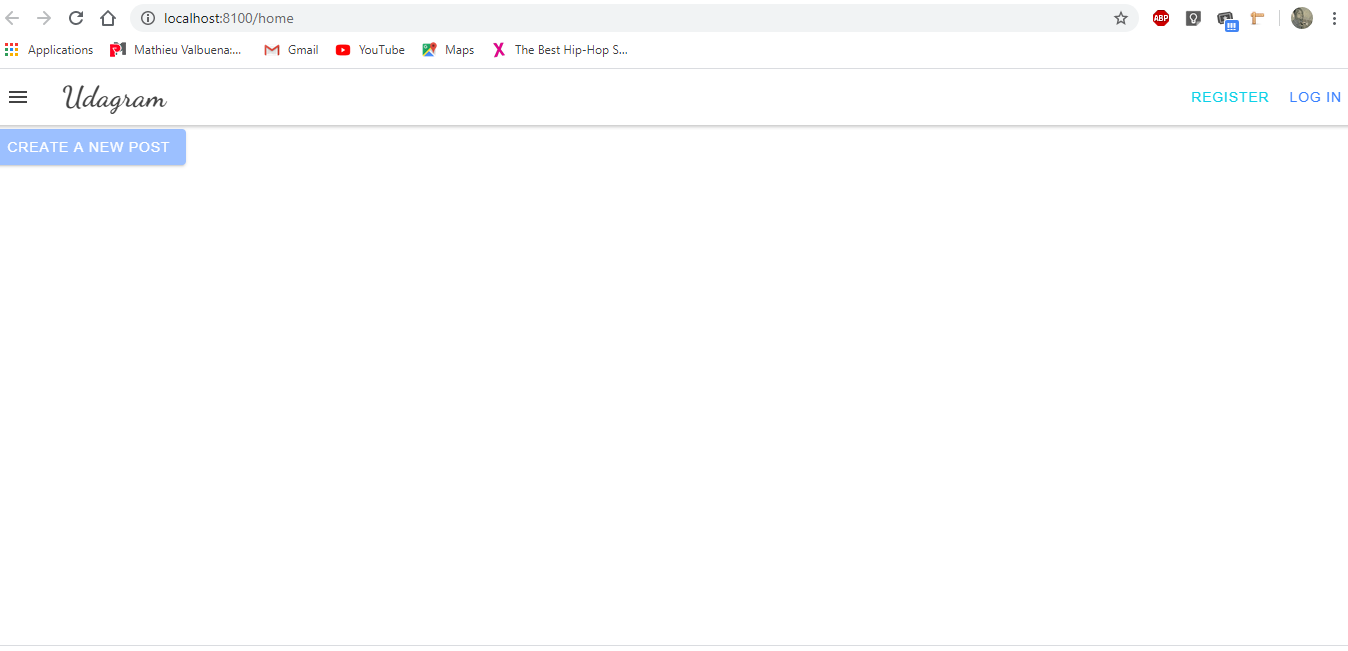 localhost:8100/home
ABP
Applications Mathieu Valbuena:... Gmail YouTube Maps The Best Hip-Hop S...
Udagram REGISTER LOG IN
CREATE A NEW POST